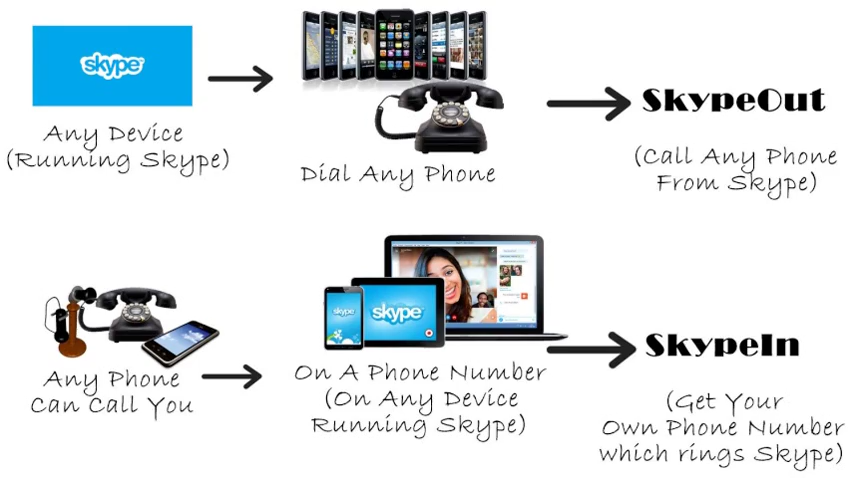 skype
Any Device
(Running Skype)
Dial Any Phone
SkypeOut
(Call Any Phone
From Skype)
Any Phone
Can Call You
skype
skype
On A Phone Number
(On Any Device
Running Skype)
SkypeIn
(Get Your
Own Phone Number
which rings Skype)